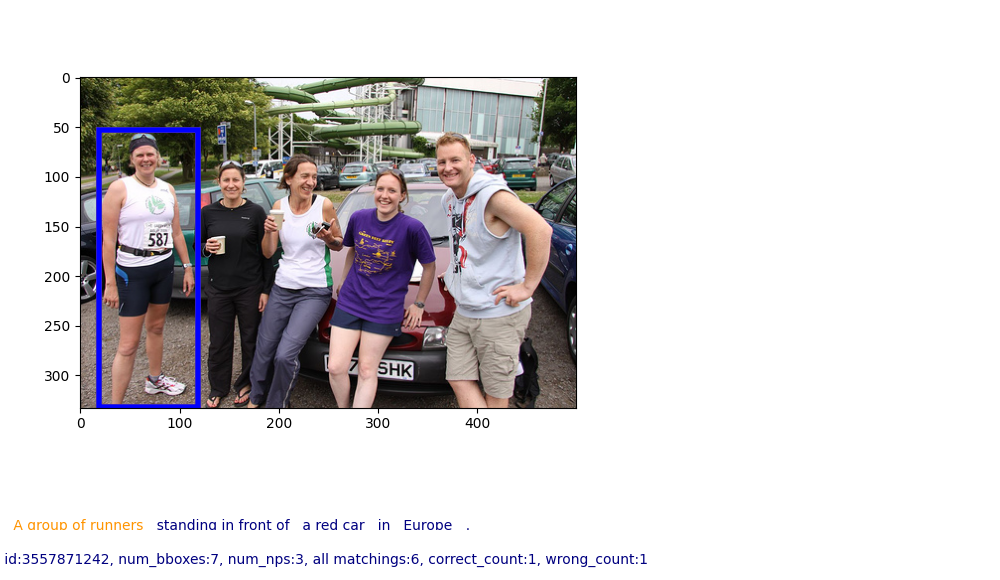 0
50
100
150
200
250
300
0 100 200 300 400
587
SHK
A group of runners standing in front of a red car in Europe .
id:3557871242, num_bboxes:7, num_nps:3, all matchings:6, correct_count:1, wrong_count:1